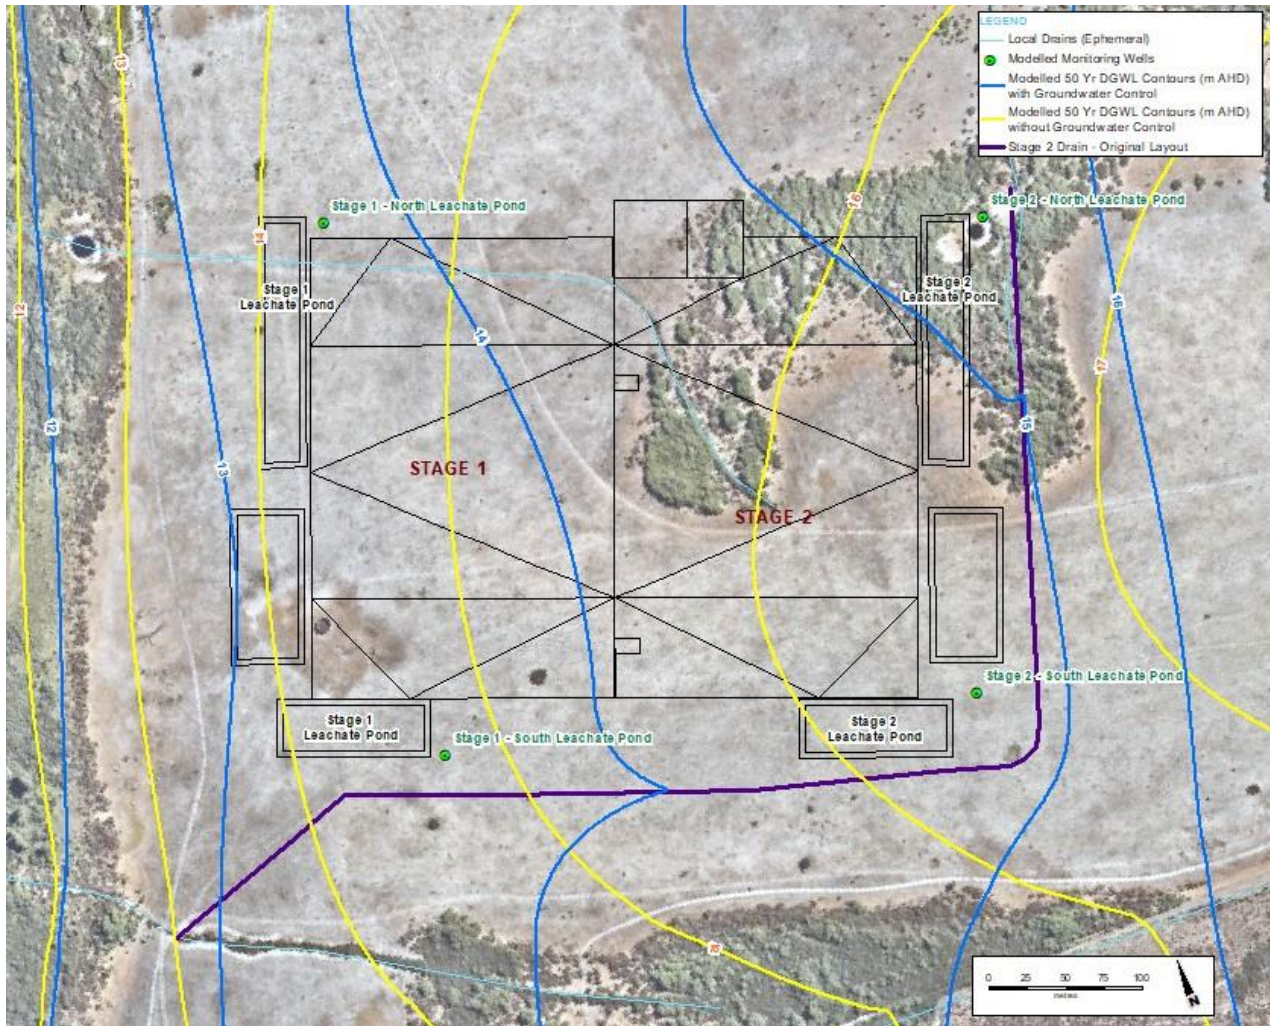 LEGEND
Local Drains (Ephemeral)
Modelled Monitoring Wells
Modelled 50 Yr DGWL Contours (m AHD)
with Groundwater Control
Modelled 50 Yr DGWL Contours (m AHD)
without Groundwater Control
Stage 2 Drain - Original Layout
13
Stage 1 - North Leachate Pond
Stage 2 - North Leachate Pond
16
14
Stage 1
Leachate Pond
Stage 2
Leachate Pond
16
12
14
17
12
15
13
STAGE 1
STAGE 2
Stage 2 - South Leachate Pond
Stage 1
Leachate Pond
Stage 1 - South Leachate Pond
Stage 2
Leachate Pond
15
0 25 50 75 100
metres
N